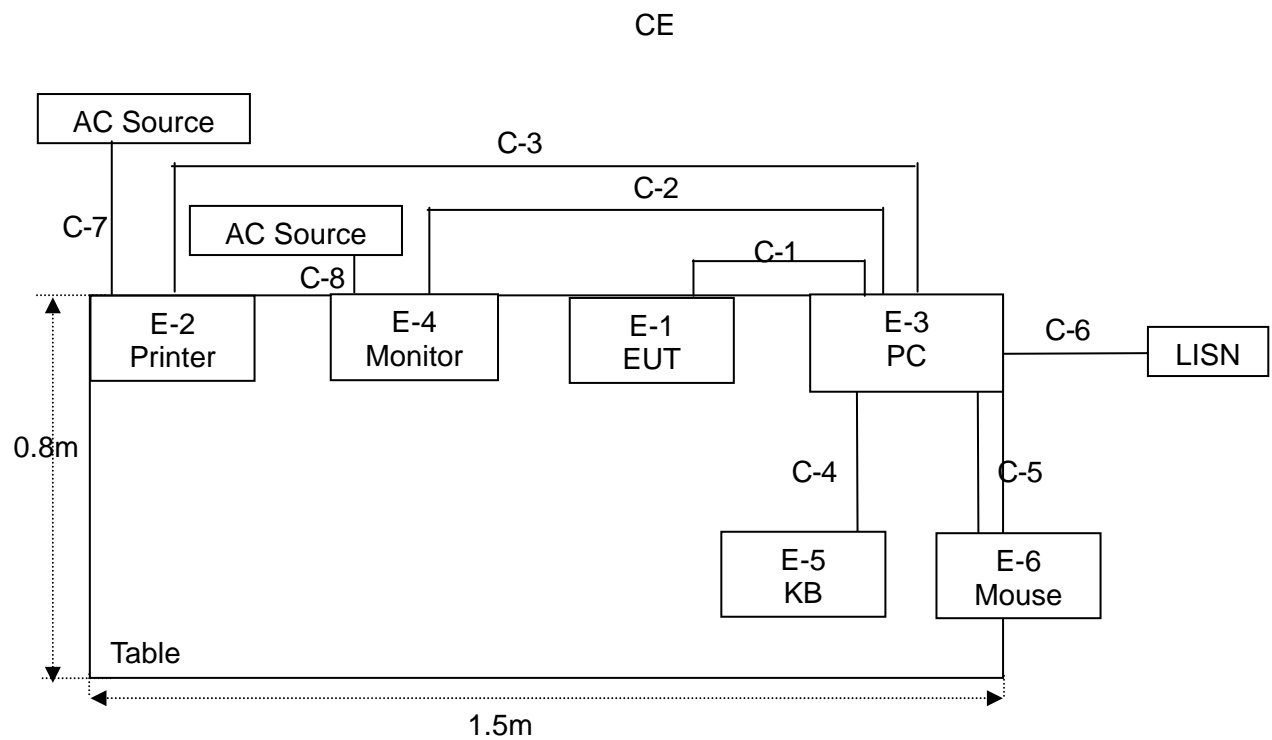 CE
AC Source
C-3
C-2
C-7
AC Source
C-1
C-8
E-2
Printer
E-4
Monitor
E-1
EUT
E-3
PC
C-6
LISN
0.8m
C-4
C-5
E-5
KB
E-6
Mouse
Table
1.5m